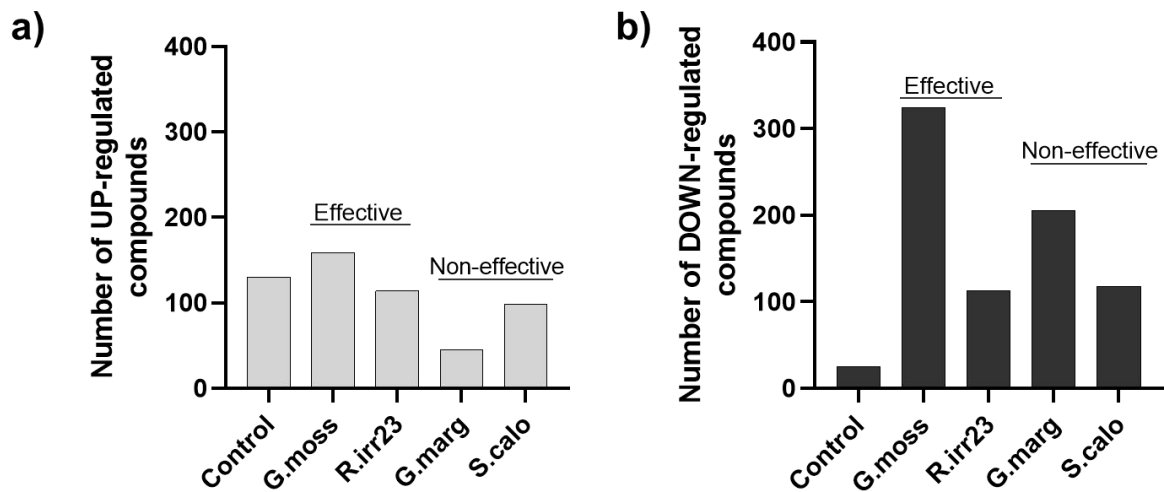 a)
Number of UP-regulated
compounds
400
300
200
100
0
Effective
Non-effective
Control
G.moss
R.irr23
G.marg
S.calo
b)
Number of DOWN-regulated
compounds
400
300
200
100
0
Effective
Non-effective
Control
G.moss
R.irr23
G.marg
S.calo